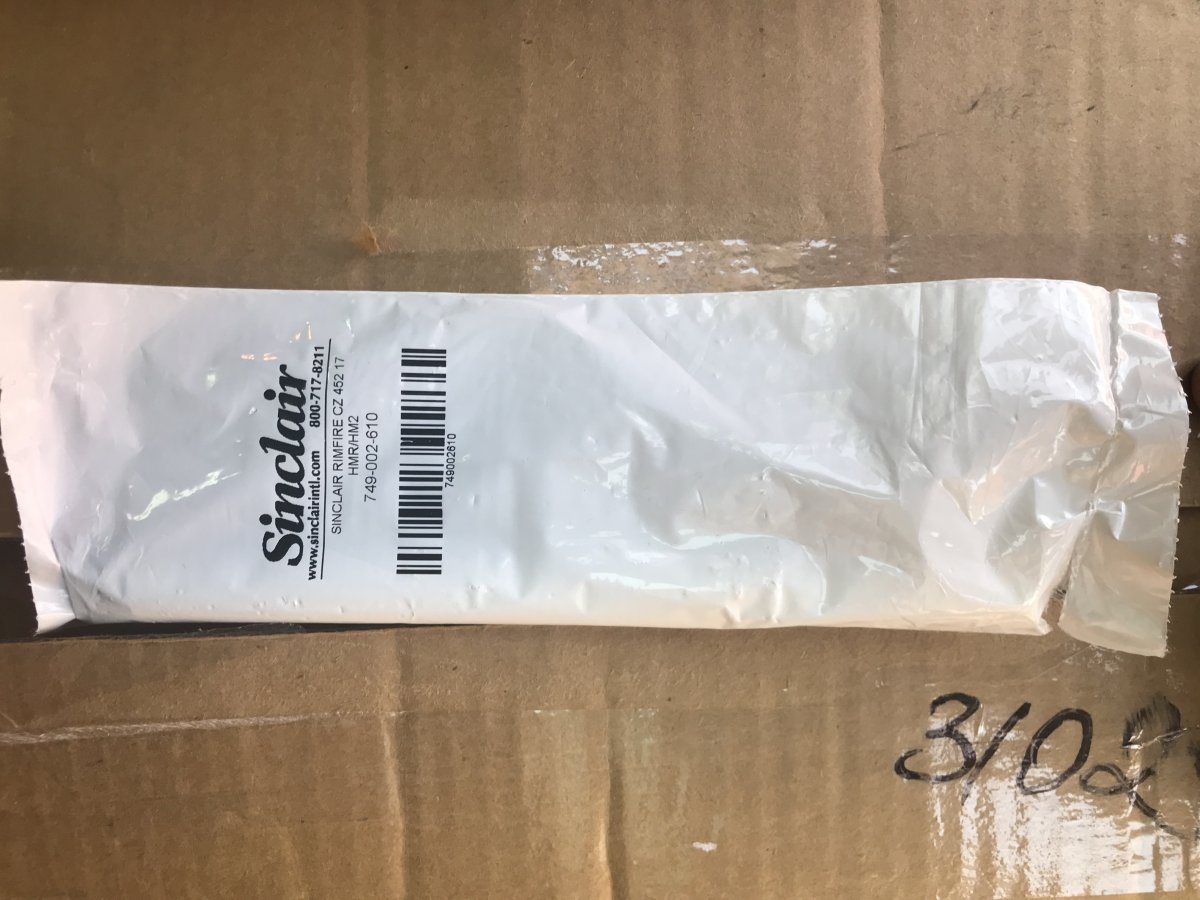 Sinclair
www.sinclairintl.com 800-717-8211
SINCLAIR RIMFIRE CZ 452 17
HMR/HM2
749-002-610
749002610